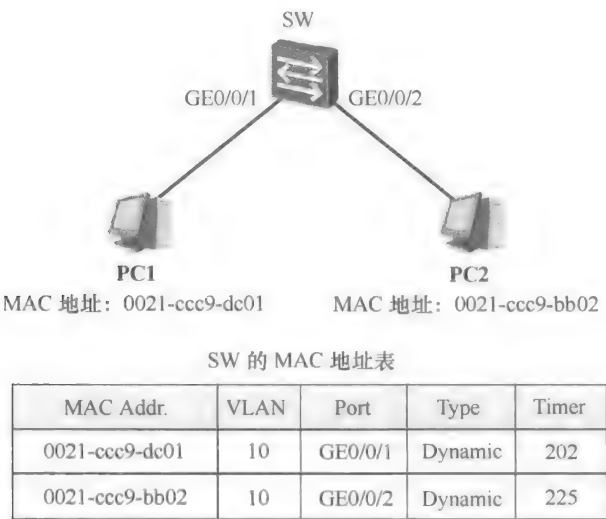 SW
GE0/0/1 GE0/0/2
PC1 PC2
MAC 地址：0021-ccc9-dc01 MAC 地址：0021-ccc9-bb02
SW 的 MAC 地址表
MAC Addr. VLAN Port Type Timer
0021-ccc9-dc01 10 GE0/0/1 Dynamic 202
0021-ccc9-bb02 10 GE0/0/2 Dynamic 225